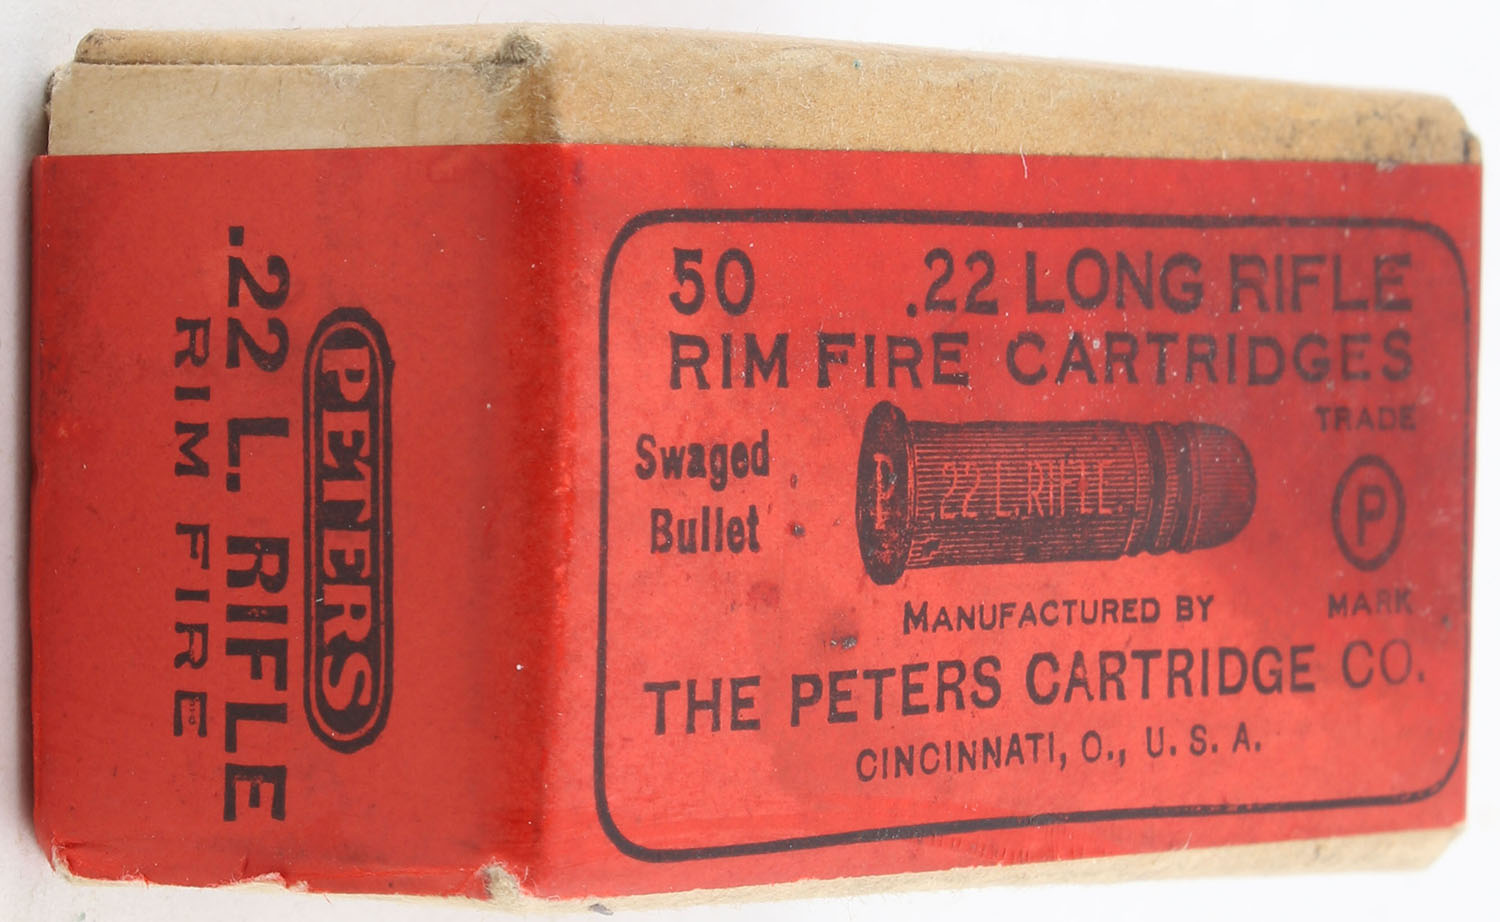 50 .22 LONG RIFLE
RIM FIRE CARTRIDGES
Swaged
Bullet
P .22 L. RIFLE.
TRADE
P
MARK
MANUFACTURED BY
THE PETERS CARTRIDGE CO.
CINCINNATI, O., U. S. A.
PETERS
.22 L. RIFLE
RIM FIRE